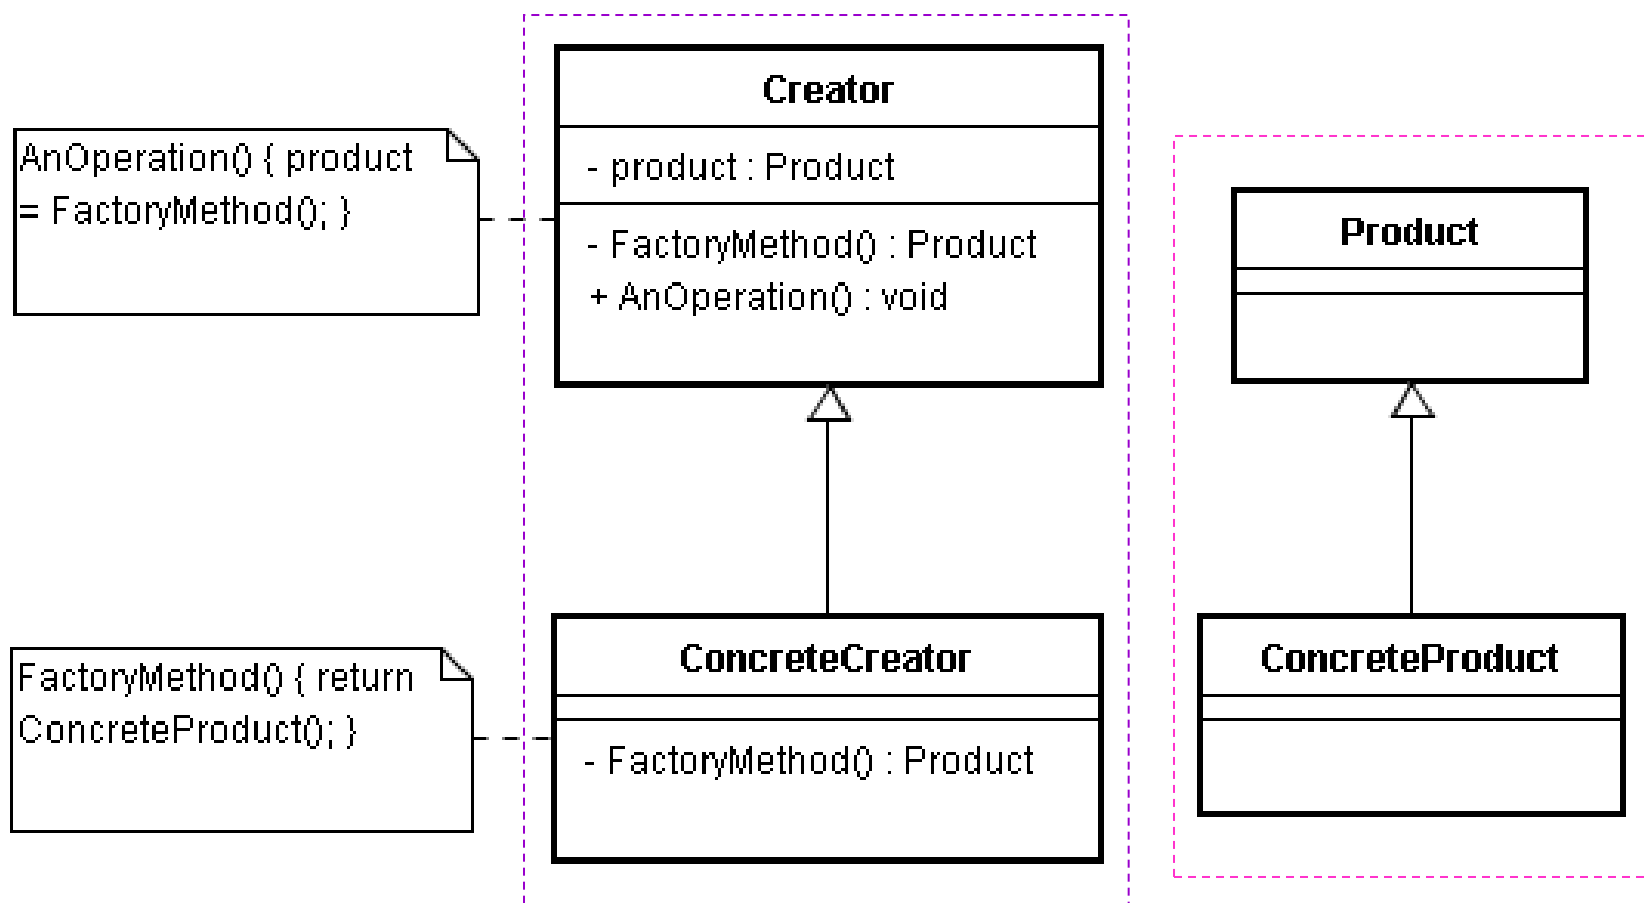 Creator
- product : Product
- FactoryMethod() : Product
+ AnOperation() : void
AnOperation() { product
= FactoryMethod(); }
Product
ConcreteCreator
- FactoryMethod() : Product
FactoryMethod() { return
ConcreteProduct(); }
ConcreteProduct